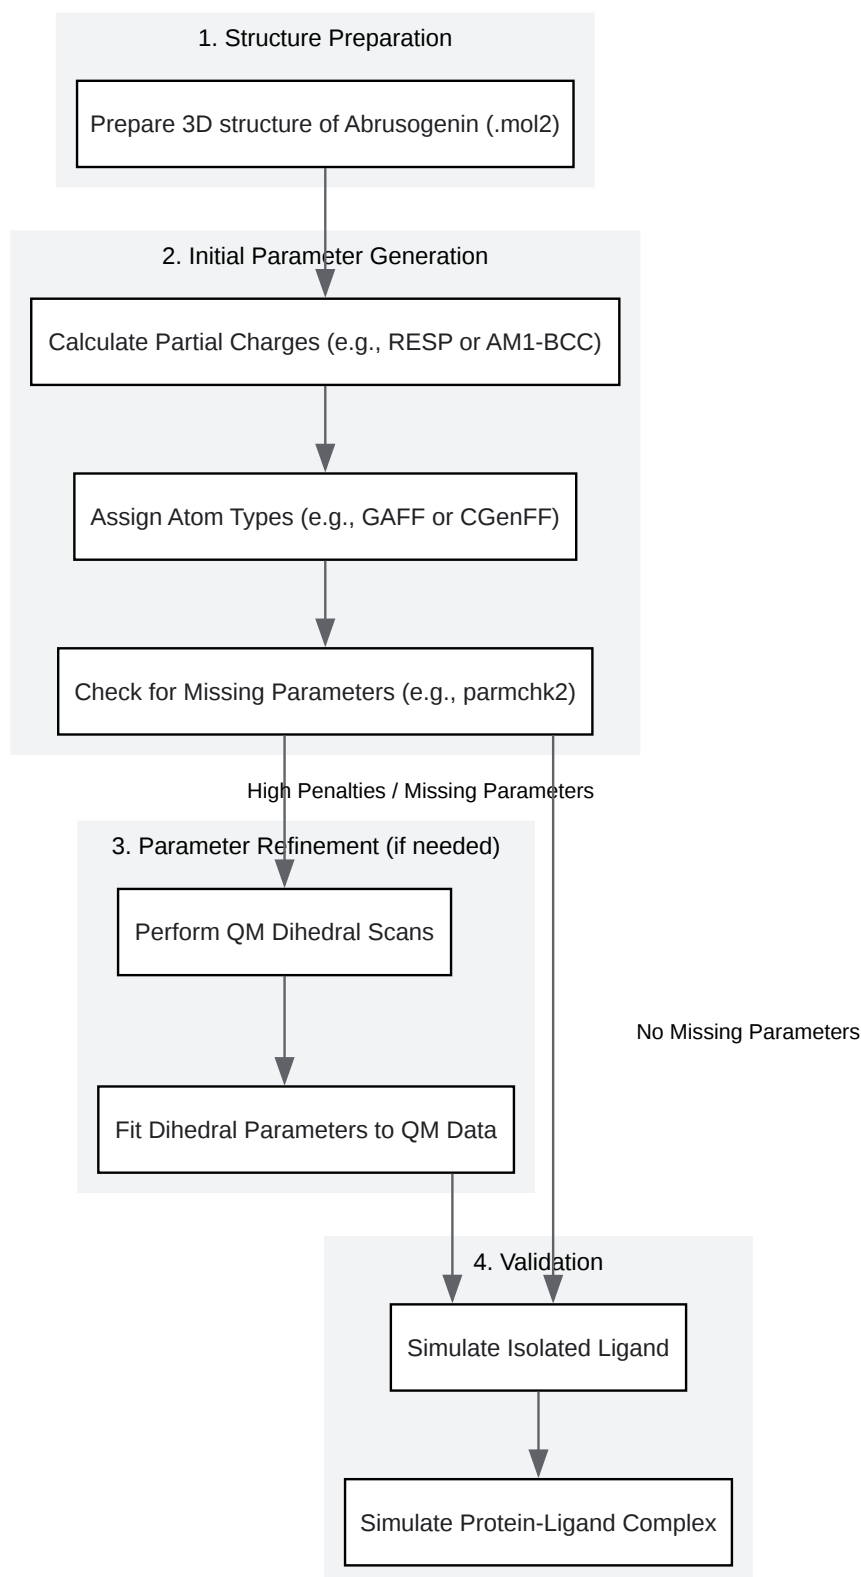 1. Structure Preparation
Prepare 3D structure of Abrusogenin (.mol2)
2. Initial Parameter Generation
Calculate Partial Charges (e.g., RESP or AM1-BCC)
Assign Atom Types (e.g., GAFF or CGenFF)
Check for Missing Parameters (e.g., parmchk2)
High Penalties / Missing Parameters
3. Parameter Refinement (if needed)
Perform QM Dihedral Scans
No Missing Parameters
Fit Dihedral Parameters to QM Data
4. Validation
Simulate Isolated Ligand
Simulate Protein-Ligand Complex